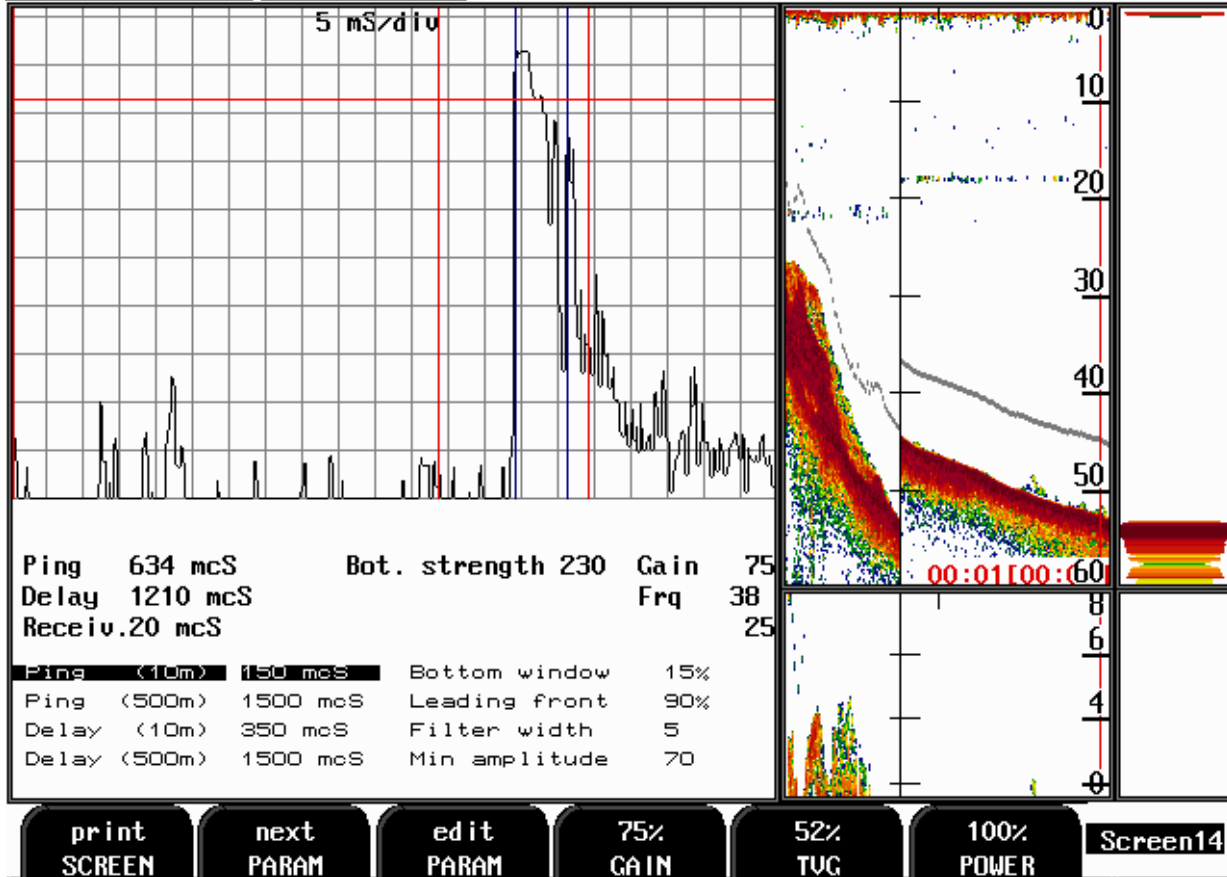 5 mS/div
Ping 634 mcS Bot. strength 230 Gain 75
Delay 1210 mcS Frq 38
Receiv.20 mcS 25
Ping (10m) 150 mcS Bottom window 15%
Ping (500m) 1500 mcS Leading front 90%
Delay (10m) 350 mcS Filter width 5
Delay (500m) 1500 mcS Min amplitude 70
0
10
20
30
40
50
60
00:01[00:
8
6
4
0
print SCREEN
next PARAM
edit PARAM
75% GAIN
52% TVG
100% POWER
Screen14